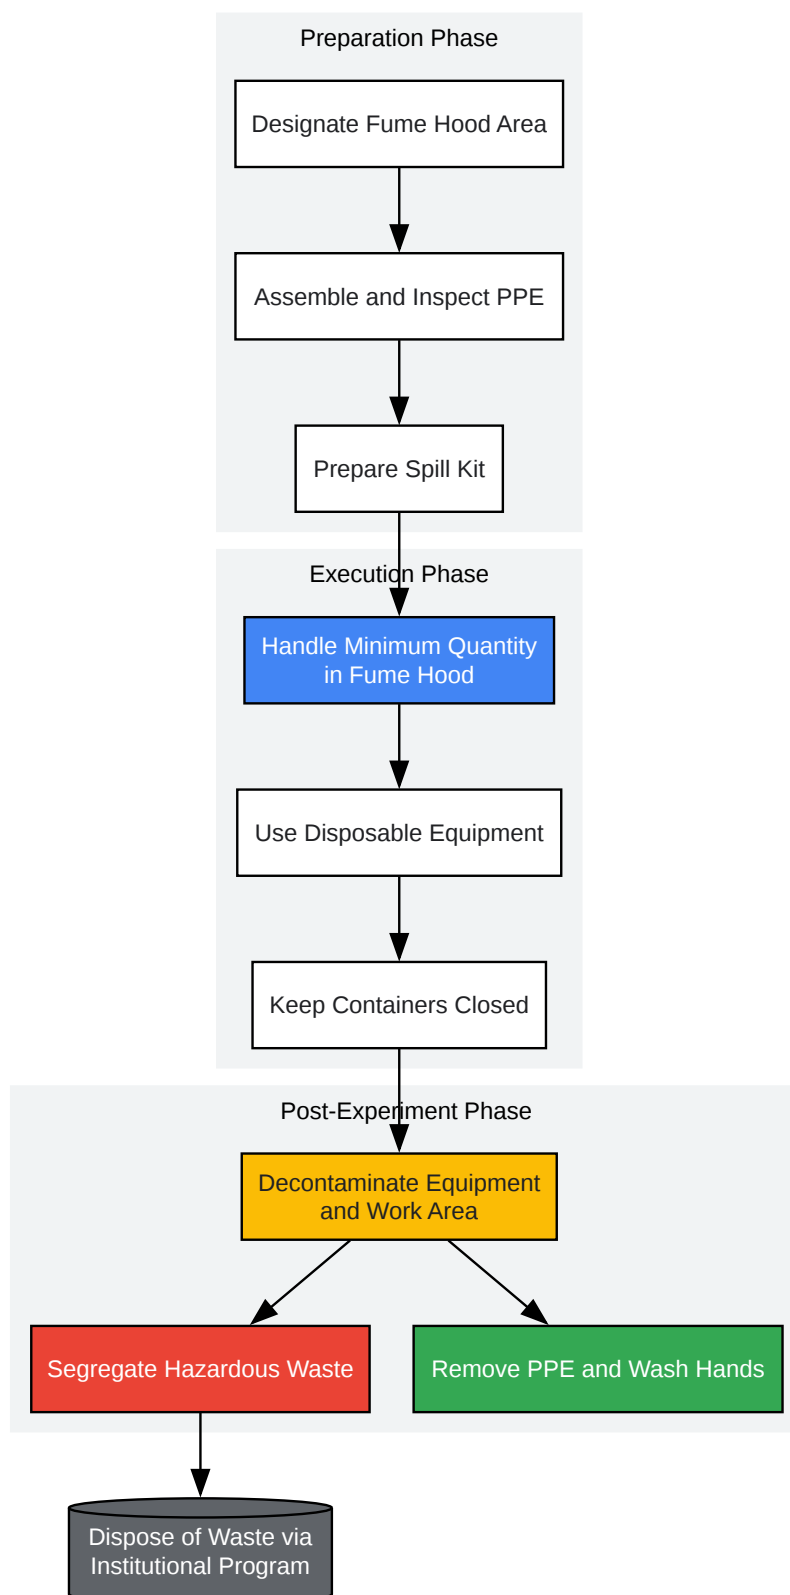 Preparation Phase
Designate Fume Hood Area
Assemble and Inspect PPE
Prepare Spill Kit
Execution Phase
Handle Minimum Quantity
in Fume Hood
Use Disposable Equipment
Keep Containers Closed
Post-Experiment Phase
Decontaminate Equipment
and Work Area
Segregate Hazardous Waste
Remove PPE and Wash Hands
Dispose of Waste via
Institutional Program